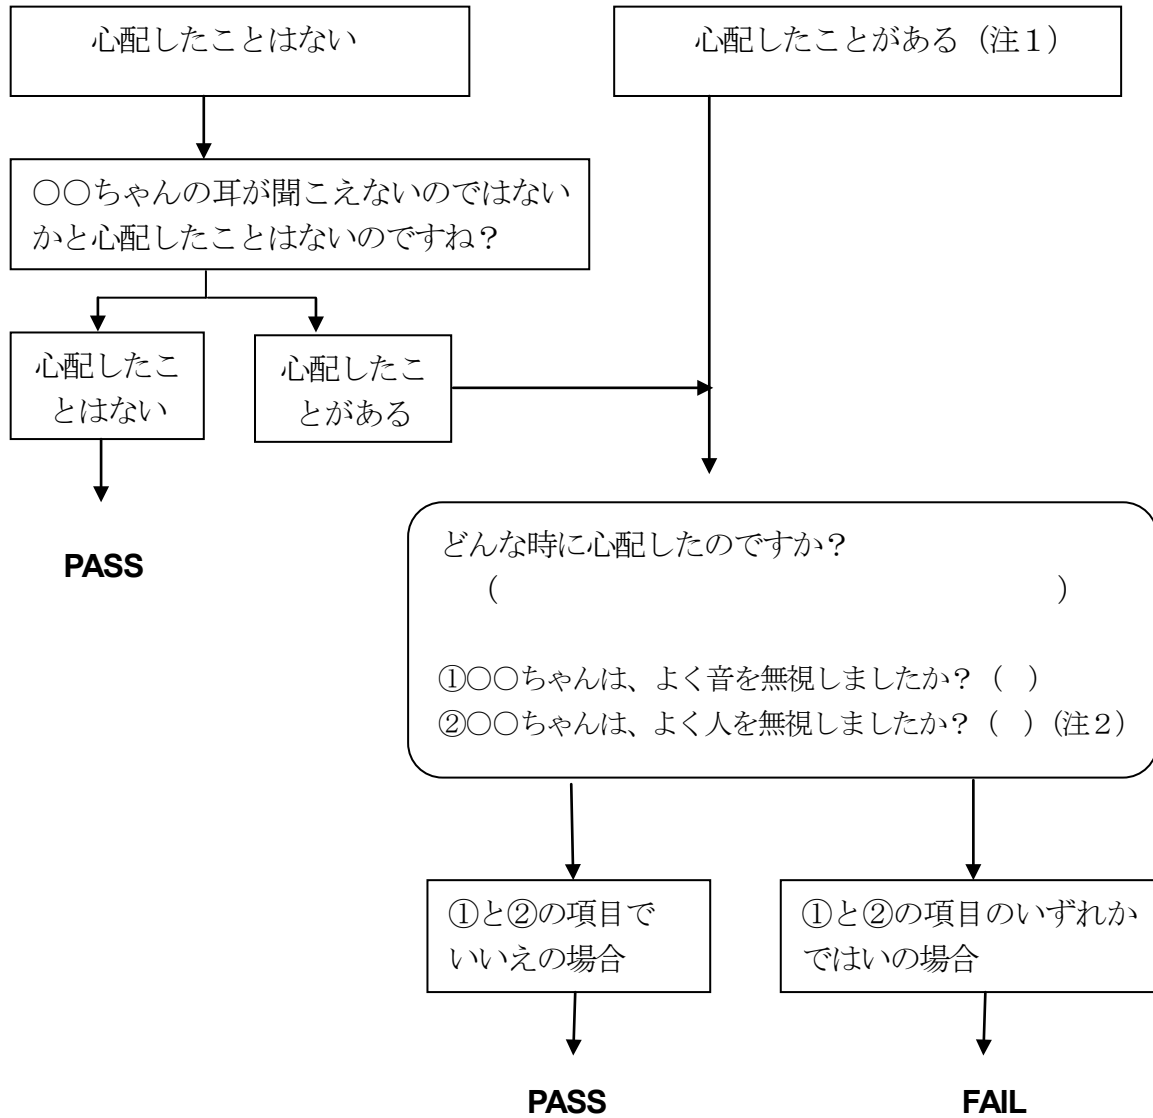 心配したことはない
心配したことがある（注１）
○○ちゃんの耳が聞こえないのではない
かと心配したことはないのですね？
心配したこ
とはない
心配したこ
とがある
PASS
どんな時に心配したのですか？
（　　　　　　　　　　　　　　　　　）
①○○ちゃんは、よく音を無視しましたか？（　）
②○○ちゃんは、よく人を無視しましたか？（　）（注２）
①と②の項目で
いいえの場合
①と②の項目のいずれか
ではいの場合
PASS
FAIL